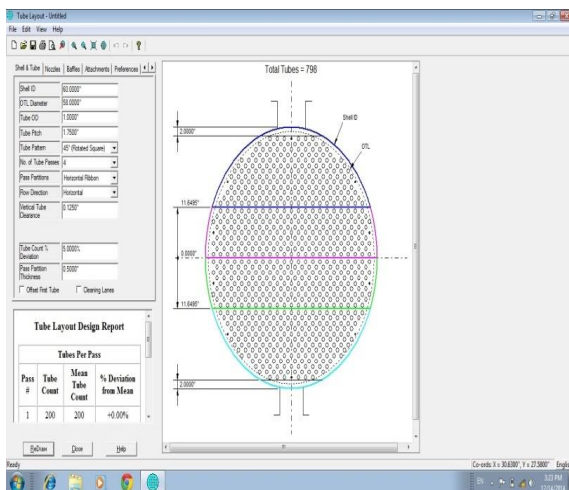 Tube Layout - Untitled
File Edit View Help
Shell & Tube Nozzles Baffles Attachments Preferences
Shell ID 60.0000"
OTL Diameter 58.0000"
Tube OD 1.0000"
Tube Pitch 1.7500"
Tube Pattern 45° (Rotated Square)
No. of Tube Passes 4
Pass Partitions Horizontal Ribbon
Flow Direction Horizontal
Vertical Tube Clearance 0.1250"
Tube Count % Deviation 5.0000%
Pass Partition Thickness 0.5000"
Offset First Tube Cleaning Lanes
Tube Layout Design Report
Tubes Per Pass
Pass # Tube Count Mean Tube Count % Deviation from Mean
1 200 200 +0.00%
ReDraw Close Help
Total Tubes = 798
Shell ID
OTL
2.0000"
11.6495"
0.0000"
11.6495"
2.0000"
Ready
Co-ords: X = 30.6300", Y = 27.5800" Englis
EN
3:23 PM
12/14/2014